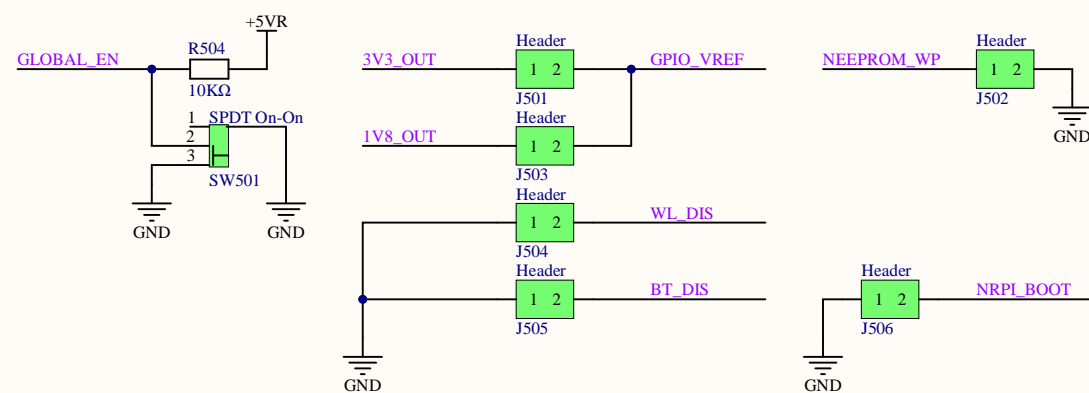 +5VR
GLOBAL_EN
R504
10KΩ
1
SPDT On-On
2
3
SW501
GND
GND
Header
3V3_OUT
1 2
GPIO_VREF
J501
Header
1V8_OUT
1 2
J503
Header
1 2
WL_DIS
J504
Header
1 2
BT_DIS
J505
GND
Header
NEEPROM_WP
1 2
J502
GND
Header
1 2
NRPI_BOOT
J506
GND